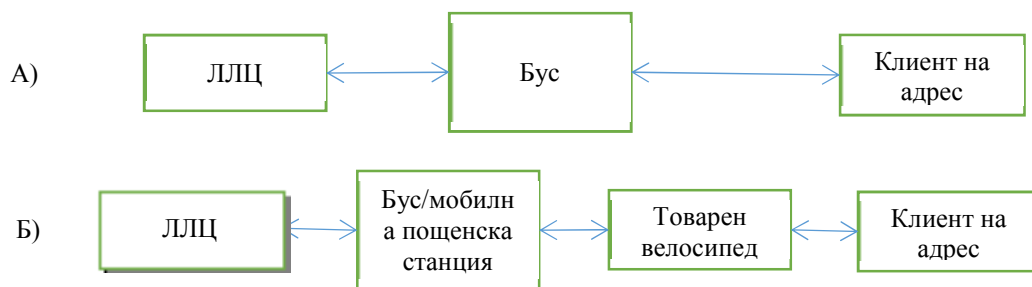 А)
ЛЛЦ
Бус
Клиент на
адрес
Б)
ЛЛЦ
Бус/мобилн
а пощенска
станция
Товарен
велосипед
Клиент на
адрес